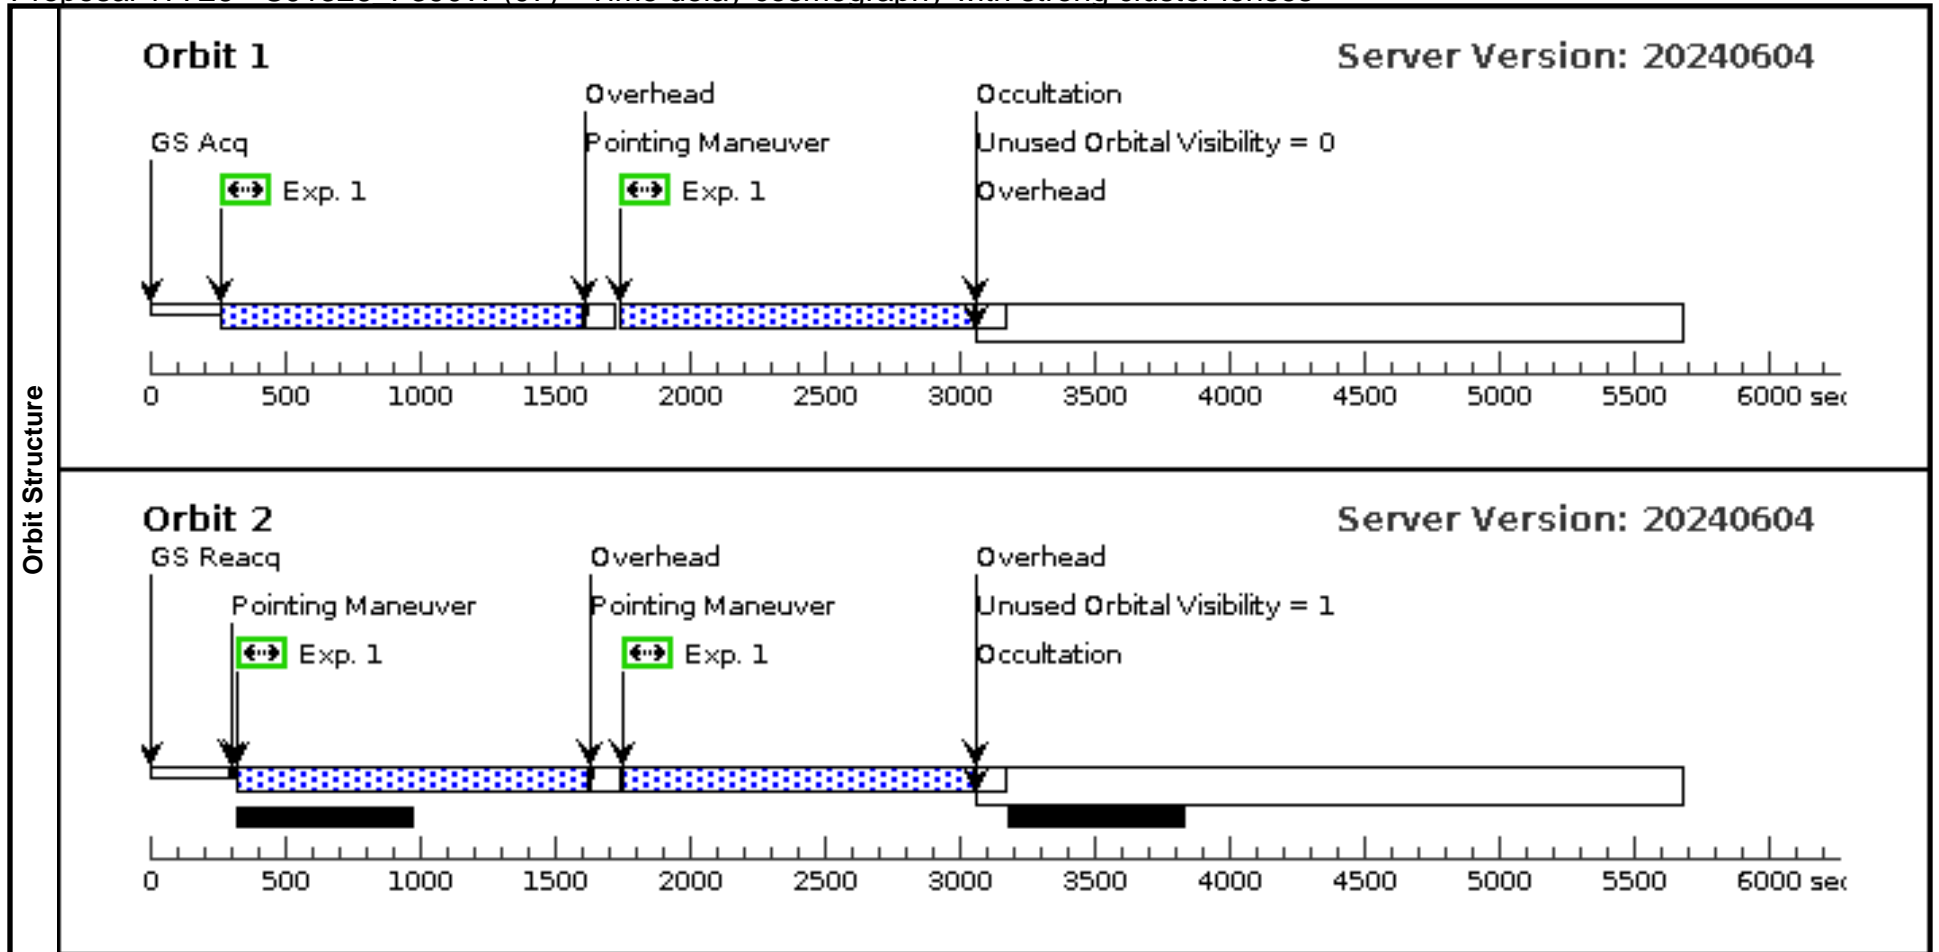 Orbit Structure
Orbit 1
Server Version: 20240604
Overhead
Occultation
GS Acq
Pointing Maneuver
Unused Orbital Visibility = 0
Exp. 1
Exp. 1
Overhead
0 500 1000 1500 2000 2500 3000 3500 4000 4500 5000 5500 6000 sec
Orbit 2
Server Version: 20240604
GS Reacq
Overhead
Overhead
Pointing Maneuver
Pointing Maneuver
Unused Orbital Visibility = 1
Exp. 1
Exp. 1
Occultation
0 500 1000 1500 2000 2500 3000 3500 4000 4500 5000 5500 6000 sec